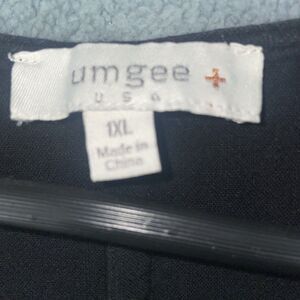 umgee +
USA
1XL
Made in
China